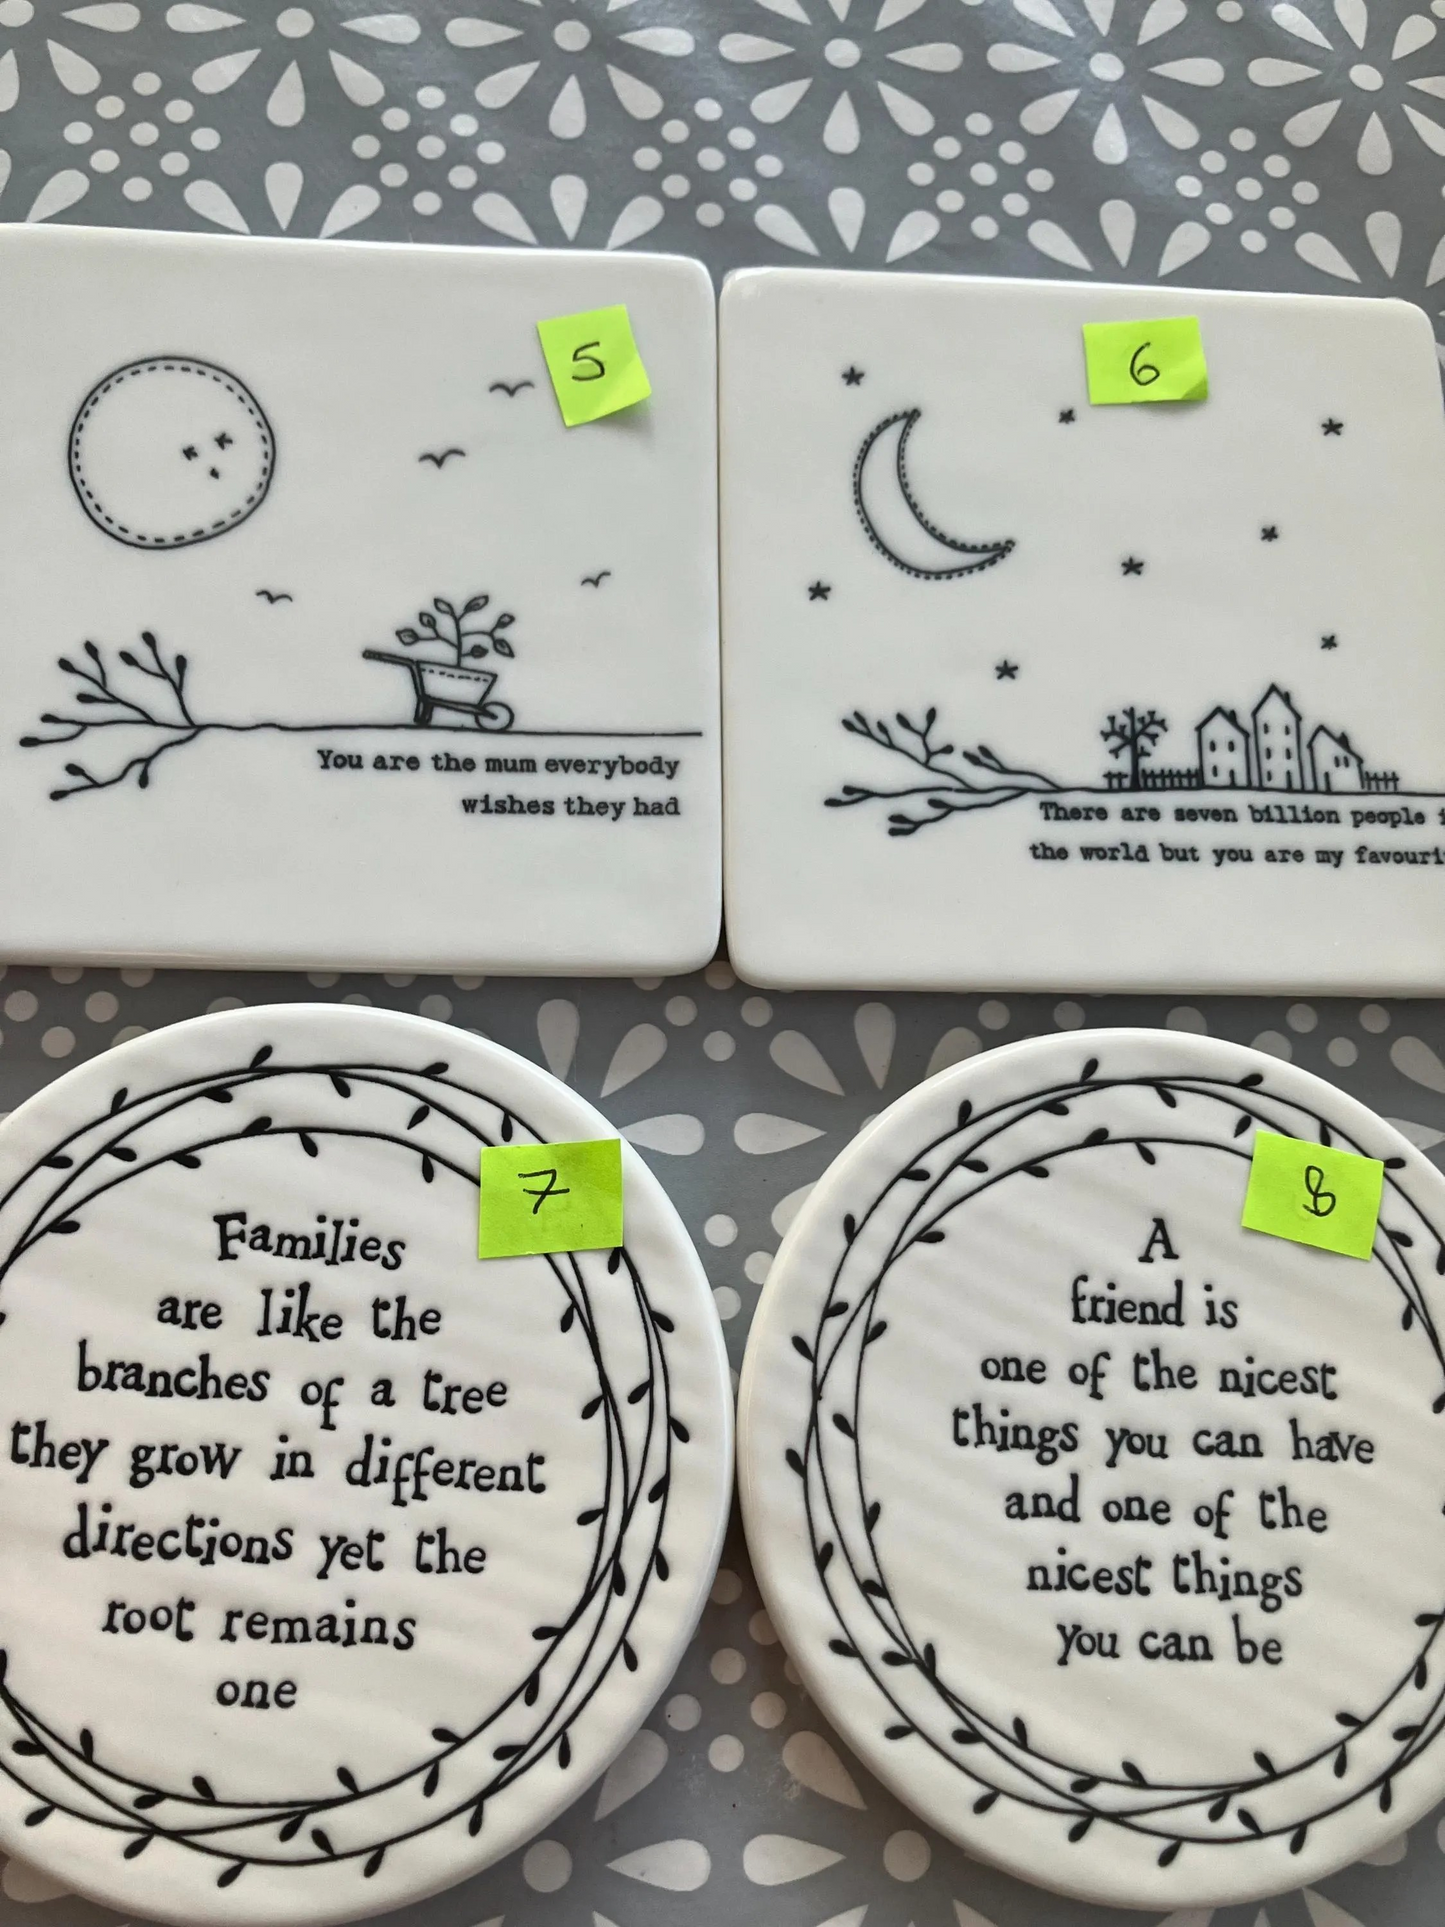 5
You are the mum everybody
wishes they had
6
There are seven billion people
the world but you are my
7
Families
are like the
branches of a tree
they grow in different
directions yet the
root remains
one
8
A
friend is
one of the nicest
things you can have
and one of the
nicest things
you can be